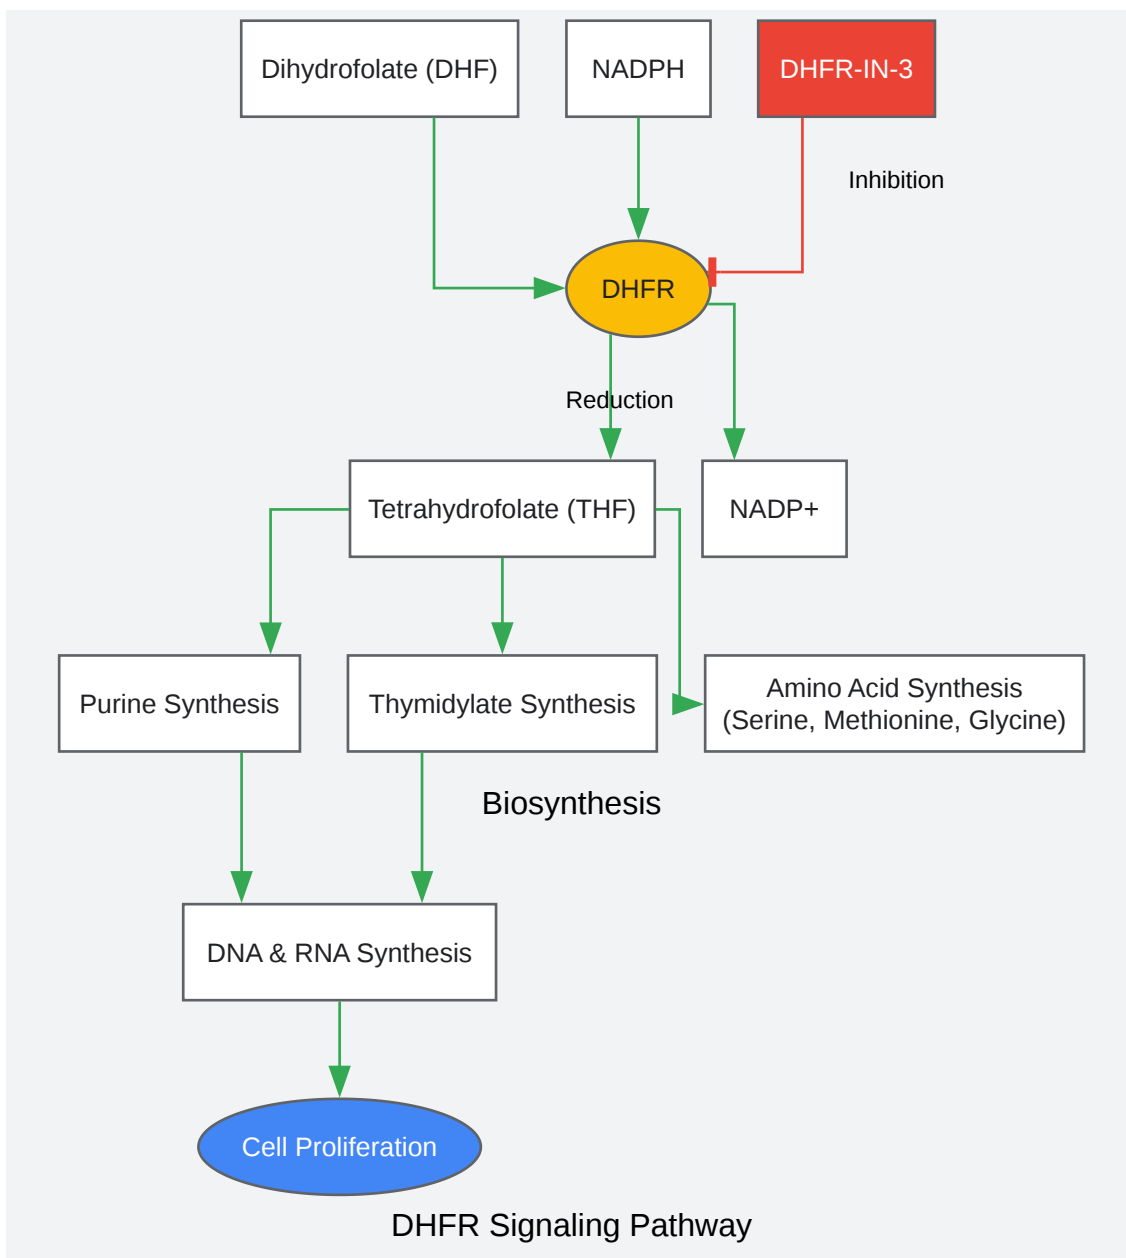 Dihydrofolate (DHF)
NADPH
DHFR-IN-3
Inhibition
DHFR
Reduction
Tetrahydrofolate (THF)
NADP+
Purine Synthesis
Thymidylate Synthesis
Amino Acid Synthesis
(Serine, Methionine, Glycine)
Biosynthesis
DNA & RNA Synthesis
Cell Proliferation
DHFR Signaling Pathway